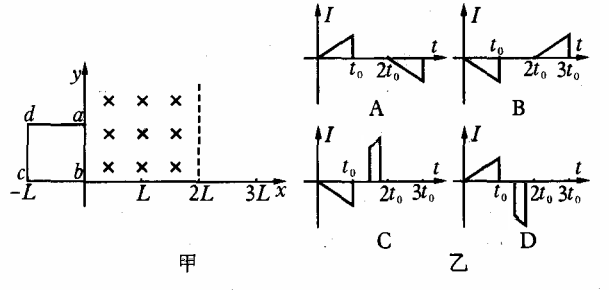 y
d
a
c
b
-L
L
2L
3L
x
× × ×
× × ×
× × ×
甲
I
t
t₀
2t₀
A
I
t
t₀
2t₀
3t₀
B
I
t
t₀
2t₀
3t₀
C
I
t
t₀
2t₀
3t₀
D
乙